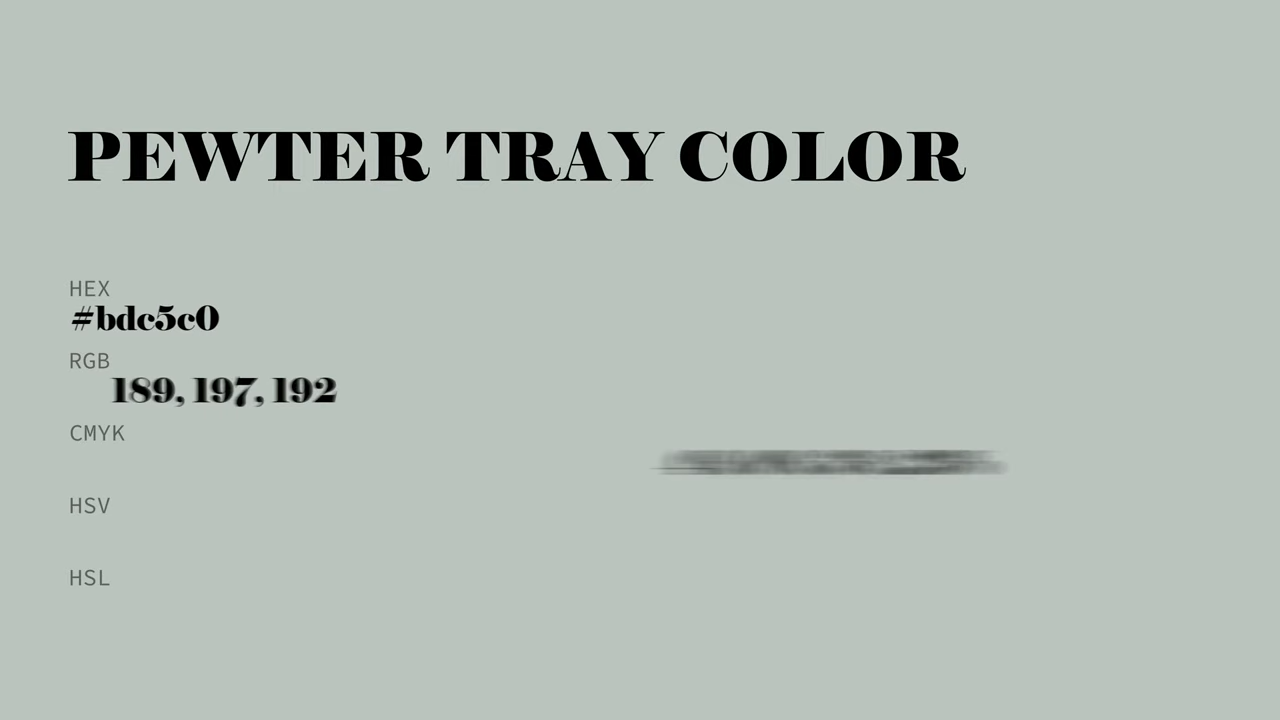 PEWTER TRAY COLOR
HEX
#bdc5c0
RGB
189, 197, 192
CMYK
HSV
HSL